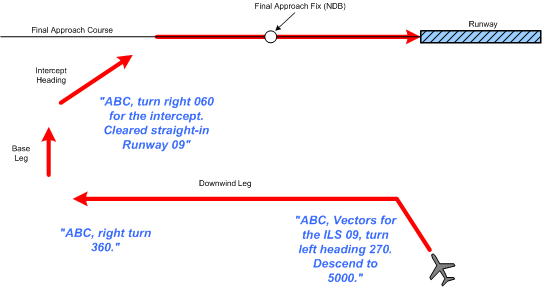 Final Approach Fix (NDB)
Final Approach Course
Runway
Intercept
Heading
"ABC, turn right 060
for the intercept.
Cleared straight-in
Runway 09"
Base
Leg
Downwind Leg
"ABC, right turn
360."
"ABC, Vectors for
the ILS 09, turn
left heading 270.
Descend to
5000."